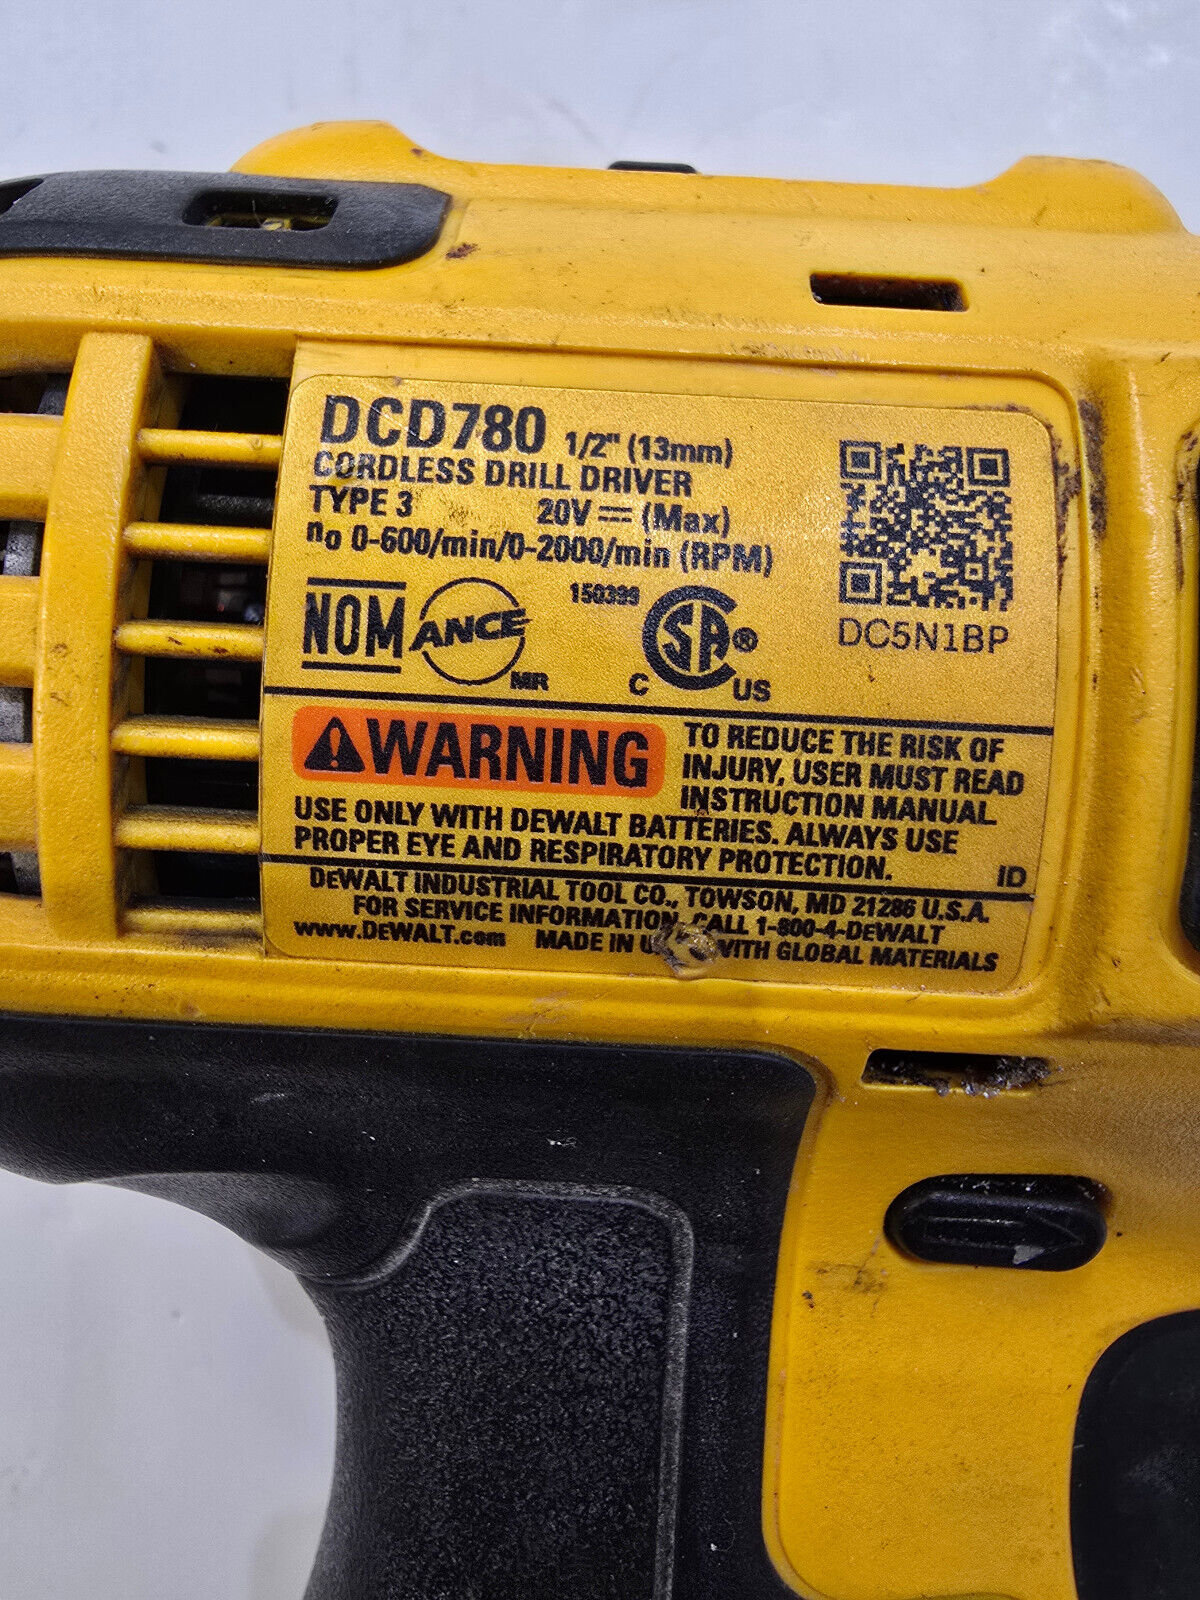 DCD780 1/2" (13mm)
CORDLESS DRILL DRIVER
TYPE 3 20V⎓(Max)
n₀ 0-600/min/0-2000/min (RPM)
NOM ANCE MR
150399
CSA® C US
DC5N1BP
WARNING
TO REDUCE THE RISK OF
INJURY, USER MUST READ
INSTRUCTION MANUAL.
USE ONLY WITH DEWALT BATTERIES. ALWAYS USE
PROPER EYE AND RESPIRATORY PROTECTION.
ID
DEWALT INDUSTRIAL TOOL CO., TOWSON, MD 21286 U.S.A.
FOR SERVICE INFORMATION, CALL 1-800-4-DEWALT
www.DEWALT.com MADE IN WITH GLOBAL MATERIALS